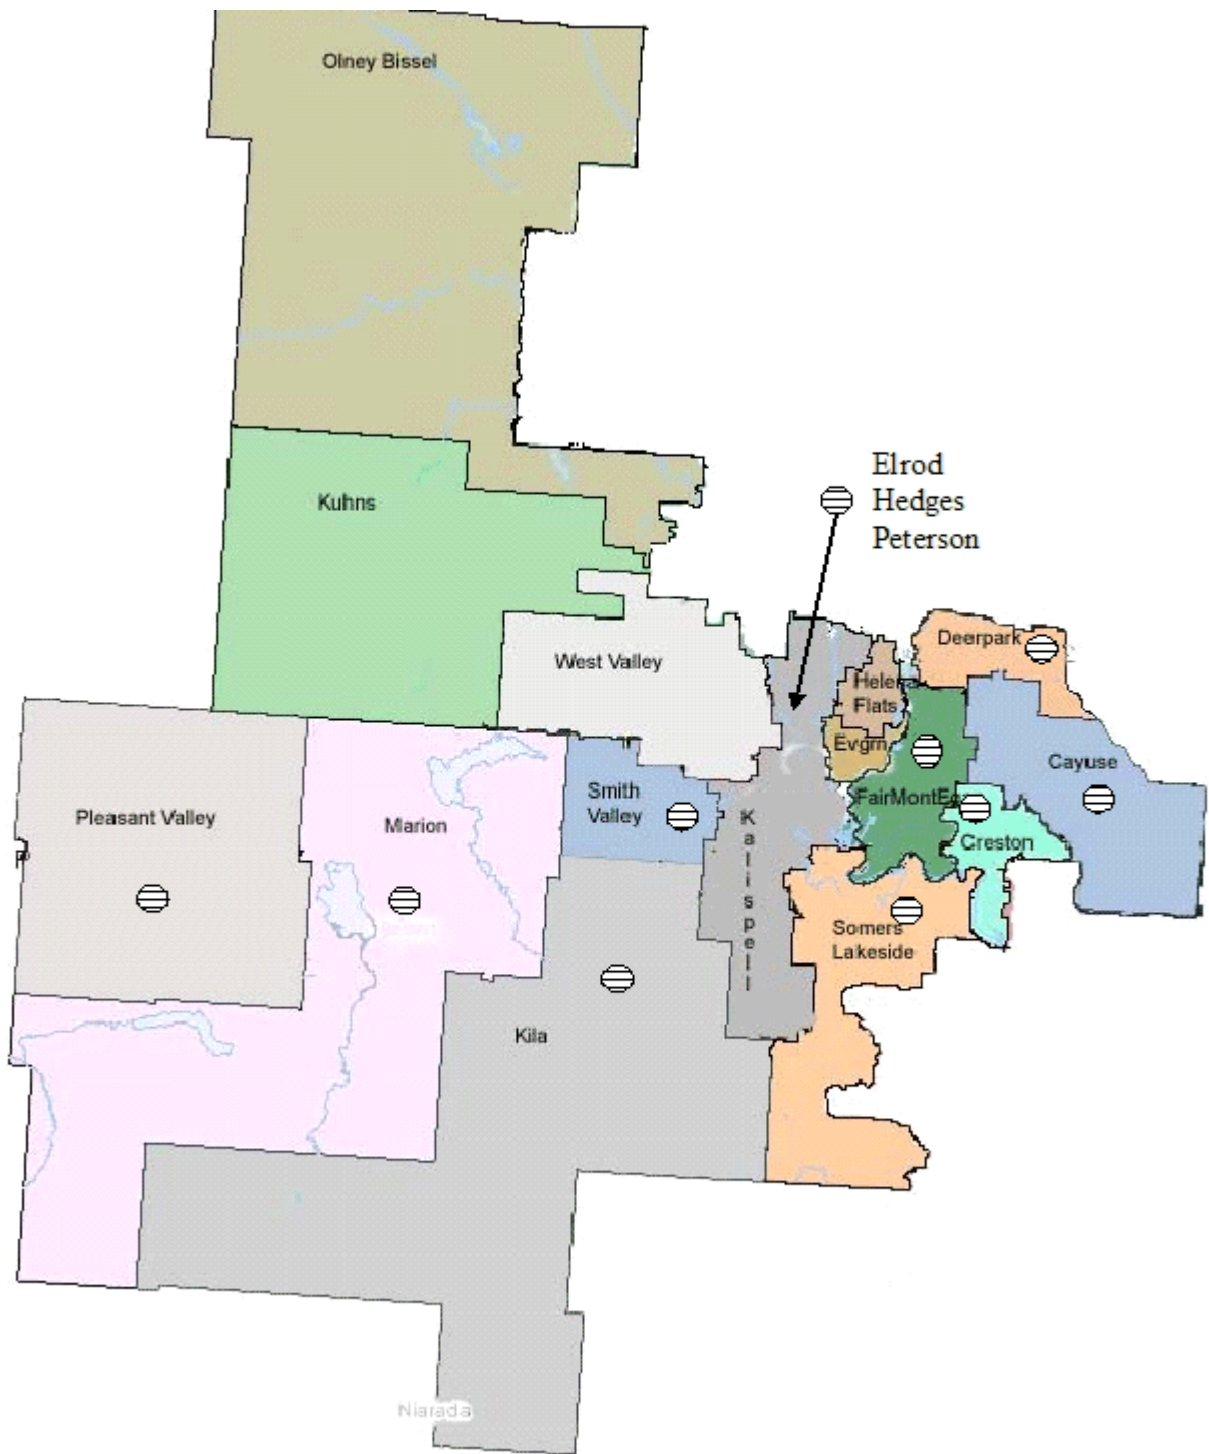 Olney Bissel
Elrod
Hedges
Peterson
Kuhns
Deerpark
West Valley
Helena
Flats
Evgrn
Cayuse
Smith
Valley
FairMontEg
Pleasant Valley
Marion
Kalispell
Creston
Somers
Lakeside
Kila
Niarada